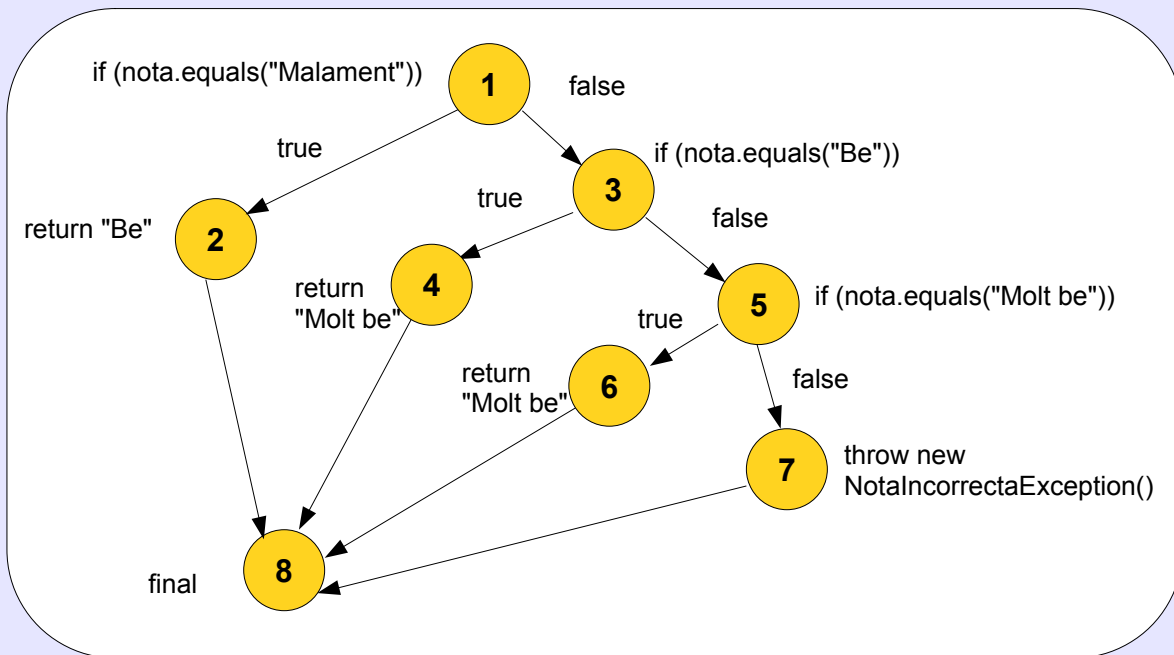 if (nota.equals("Malament"))
1
false
true
if (nota.equals("Be"))
3
true
false
return "Be"
2
4
return
"Molt be"
5
if (nota.equals("Molt be"))
true
6
return
"Molt be"
false
7
throw new
NotaIncorrectaException()
8
final